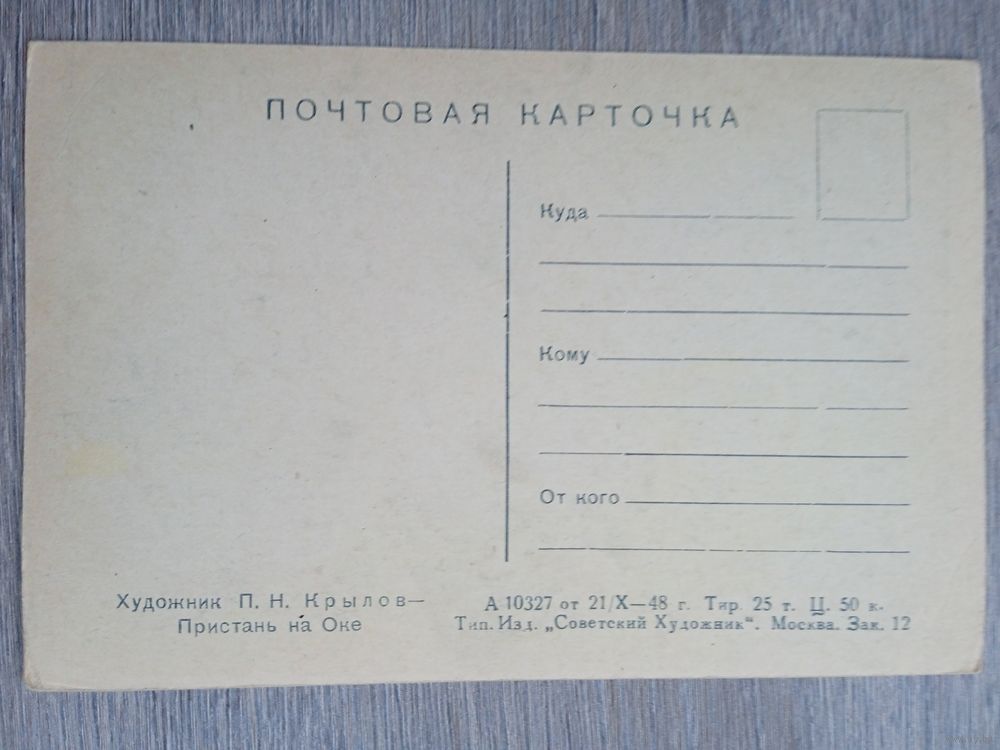 ПОЧТОВАЯ КАРТОЧКА
Куда
Кому
От кого
Художник П. Н. Крылов—
Пристань на Оке
А 10327 от 21/X—48 г. Тир. 25 т. Ц. 50 к.
Тип. Изд. „Советский Художник“. Москва. Зак. 12